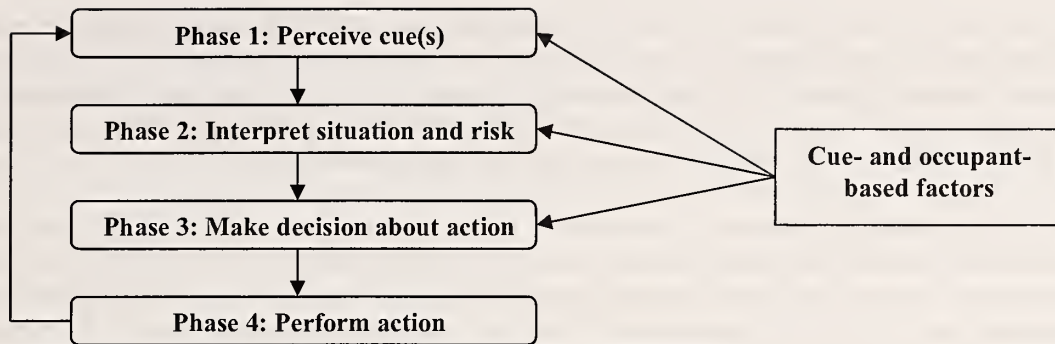 Phase 1: Perceive cue(s)
Phase 2: Interpret situation and risk
Phase 3: Make decision about action
Phase 4: Perform action
Cue- and occupant-
based factors